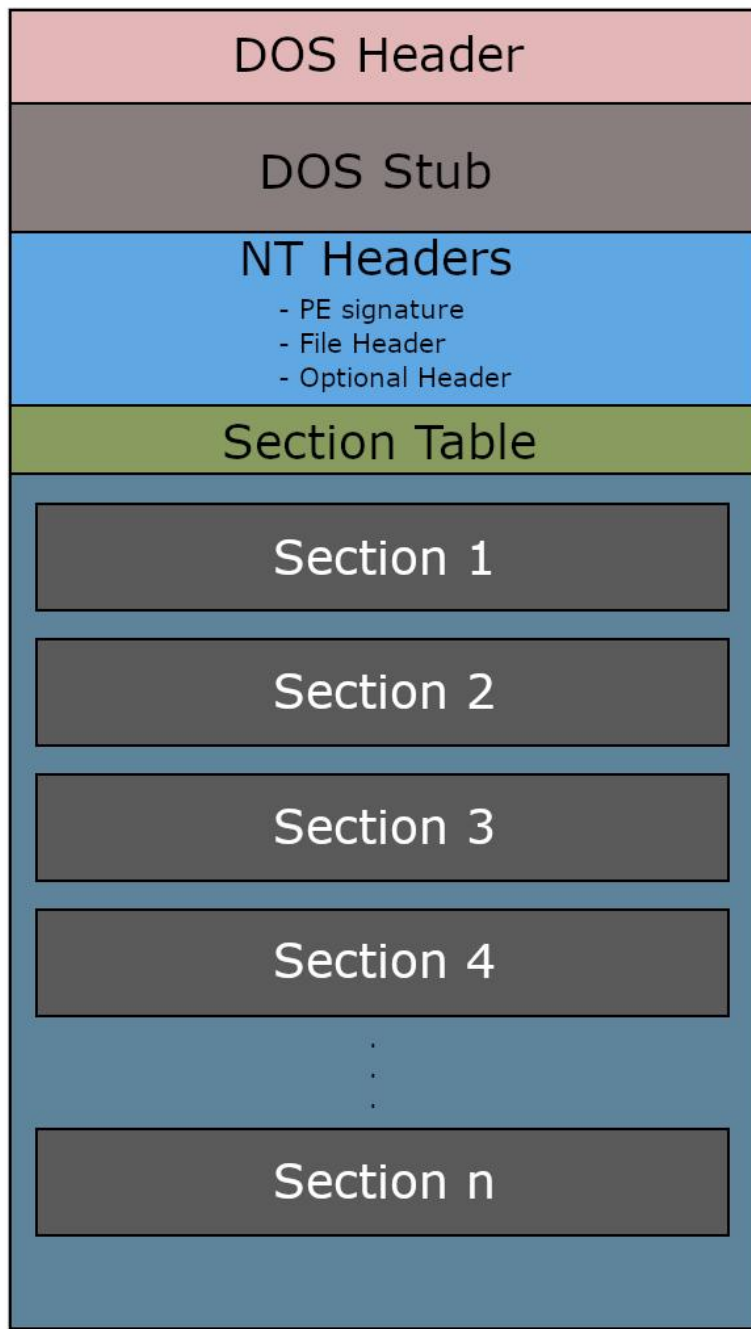 DOS Header
DOS Stub
NT Headers
- PE signature
- File Header
- Optional Header
Section Table
Section 1
Section 2
Section 3
Section 4
.
.
.
Section n